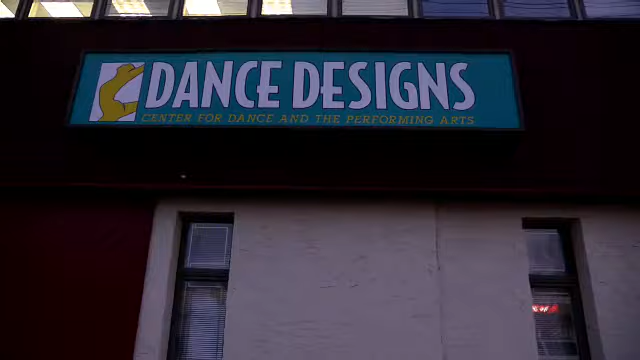 DANCE DESIGNS
CENTER FOR DANCE AND THE PERFORMING ARTS